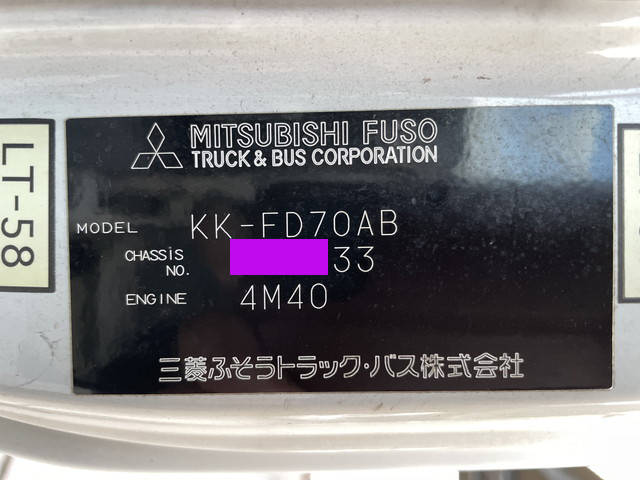 MITSUBISHI FUSO
TRUCK & BUS CORPORATION
MODEL KK-FD70AB
CHASSIS NO. 33
ENGINE 4M40
三菱ふそうトラック・バス株式会社
LT-58